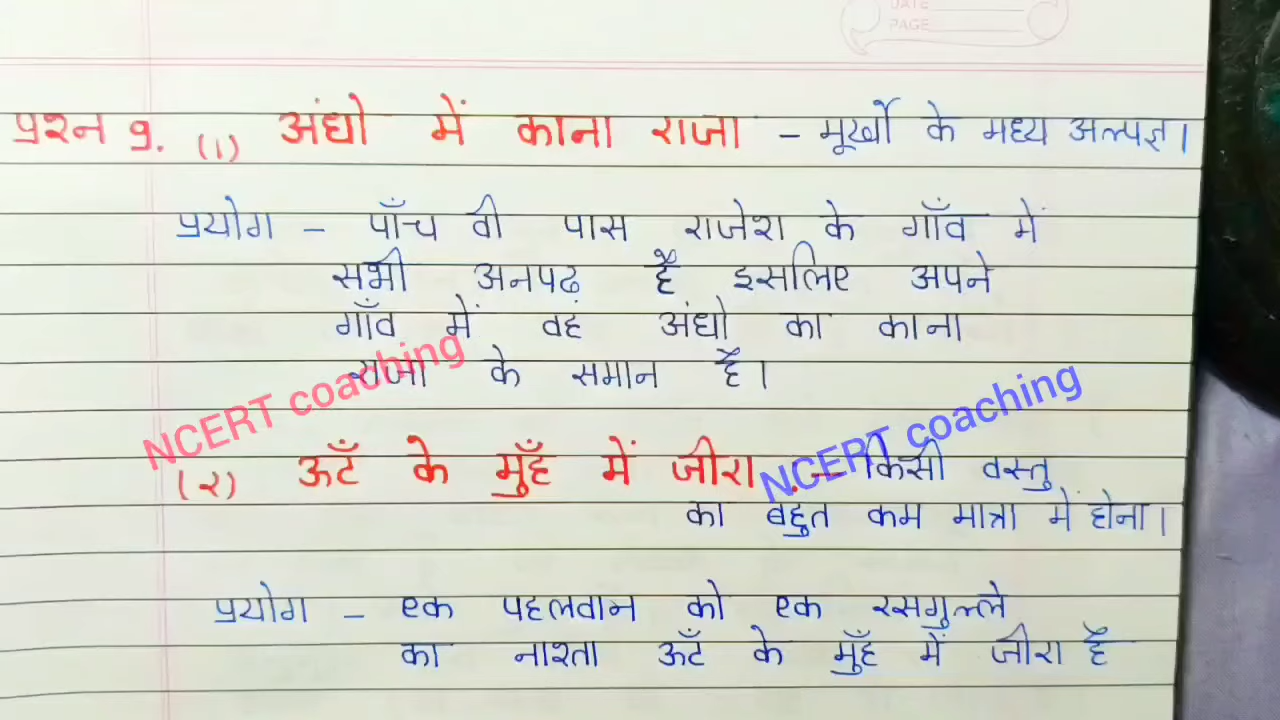 DATE
PAGE
प्रश्न 9. (1) अंधो में काना राजा - मूर्खो के मध्य अल्पज्ञ।
प्रयोग - पाँच वी पास राजेश के गाँव में
सभी अनपढ़ है इसलिए अपने
गाँव में वह अंधो का काना
राजा के समान है।
NCERT coaching
NCERT coaching
(२) ऊँट के मुँह में जीरा - किसी वस्तु
का बहुत कम मात्रा में होना।
प्रयोग - एक पहलवान को एक रसगुल्ले
का नाश्ता ऊँट के मुँह में जीरा है